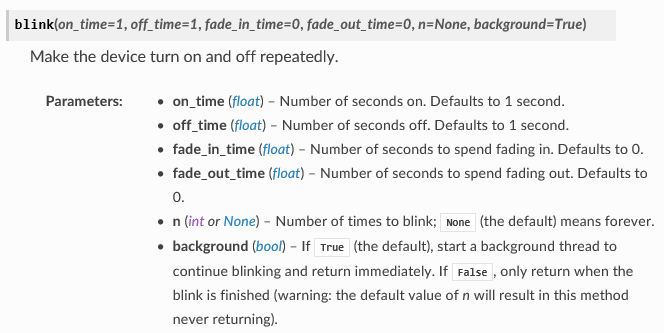 blink(on_time=1, off_time=1, fade_in_time=0, fade_out_time=0, n=None, background=True)
Make the device turn on and off repeatedly.
Parameters:
• on_time (float) – Number of seconds on. Defaults to 1 second.
• off_time (float) – Number of seconds off. Defaults to 1 second.
• fade_in_time (float) – Number of seconds to spend fading in. Defaults to 0.
• fade_out_time (float) – Number of seconds to spend fading out. Defaults to
0.
• n (int or None) – Number of times to blink; None (the default) means forever.
• background (bool) – If True (the default), start a background thread to
continue blinking and return immediately. If False, only return when the
blink is finished (warning: the default value of n will result in this method
never returning).